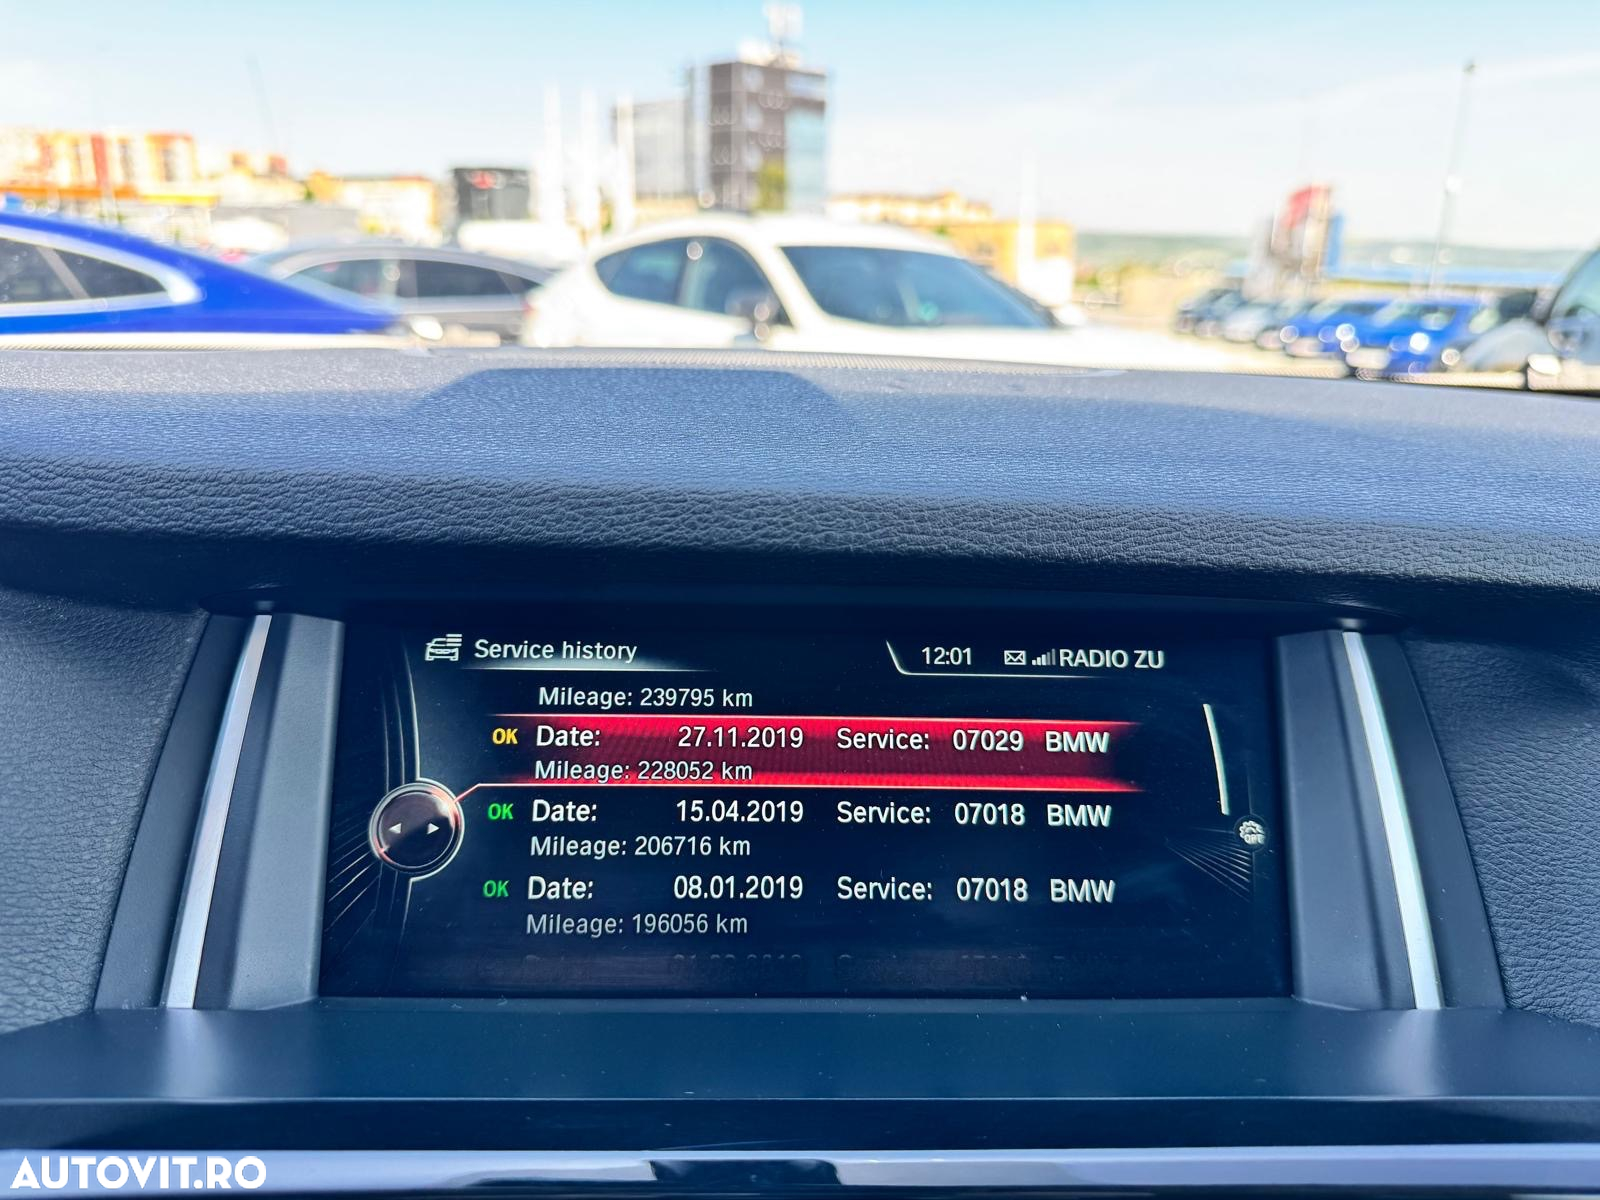 Service history
12:01 RADIO ZU
Mileage: 239795 km
OK Date: 27.11.2019 Service: 07029 BMW
Mileage: 228052 km
OK Date: 15.04.2019 Service: 07018 BMW
Mileage: 206716 km
OK Date: 08.01.2019 Service: 07018 BMW
Mileage: 196056 km
OPT
AUTOVIT.RO